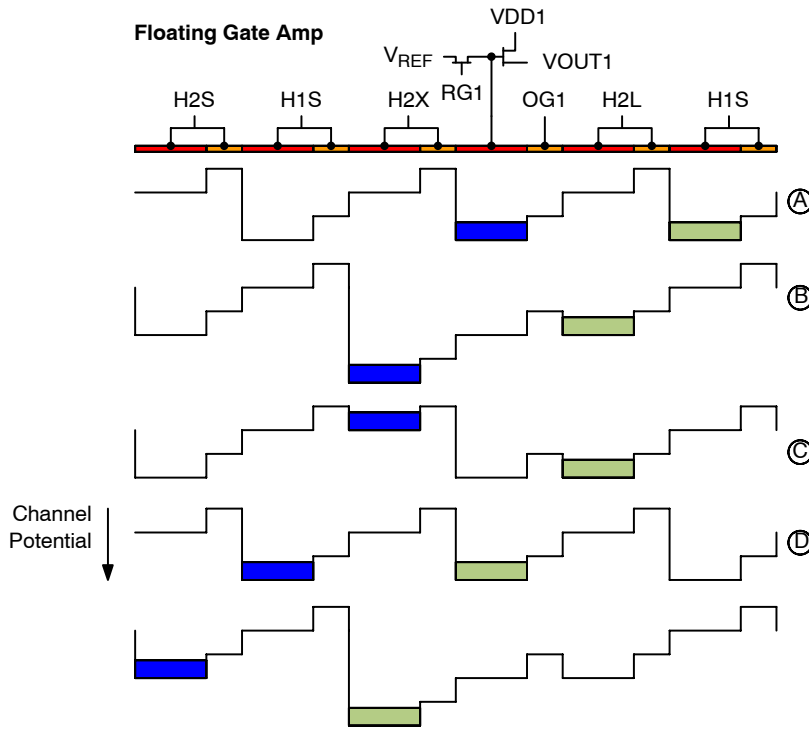 VDD1
Floating Gate Amp
VREF
VOUT1
RG1
H2S H1S H2X OG1 H2L H1S
A
B
C
Channel
Potential
D